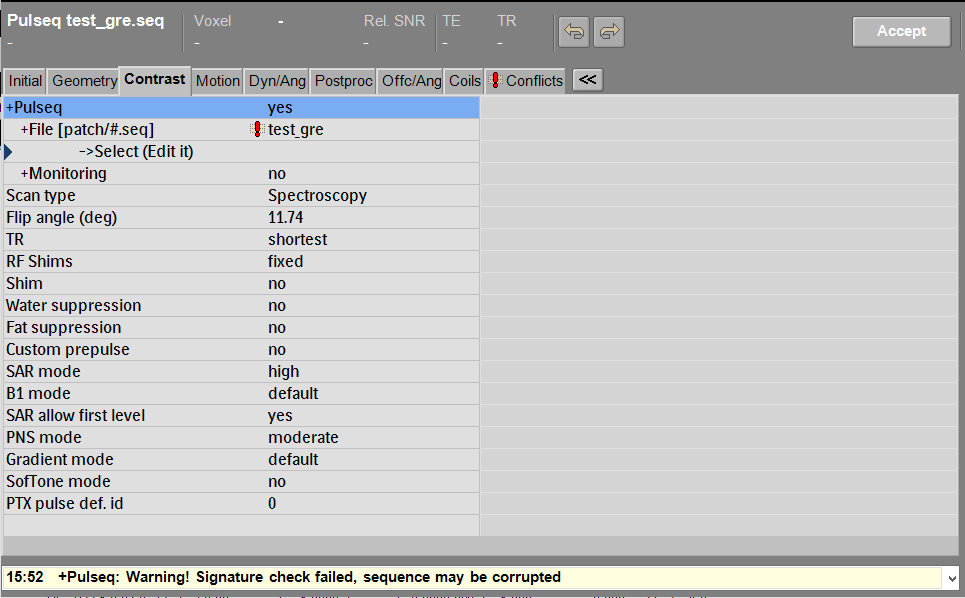 Pulseq test_gre.seq Voxel - Rel. SNR TE TR
- - - - -
Accept
Initial Geometry Contrast Motion Dyn/Ang Postproc Offc/Ang Coils Conflicts <<
+Pulseq yes
+File [patch/#.seq] test_gre
->Select (Edit it)
+Monitoring no
Scan type Spectroscopy
Flip angle (deg) 11.74
TR shortest
RF Shims fixed
Shim no
Water suppression no
Fat suppression no
Custom prepulse no
SAR mode high
B1 mode default
SAR allow first level yes
PNS mode moderate
Gradient mode default
SofTone mode no
PTX pulse def. id 0
15:52 +Pulseq: Warning! Signature check failed, sequence may be corrupted